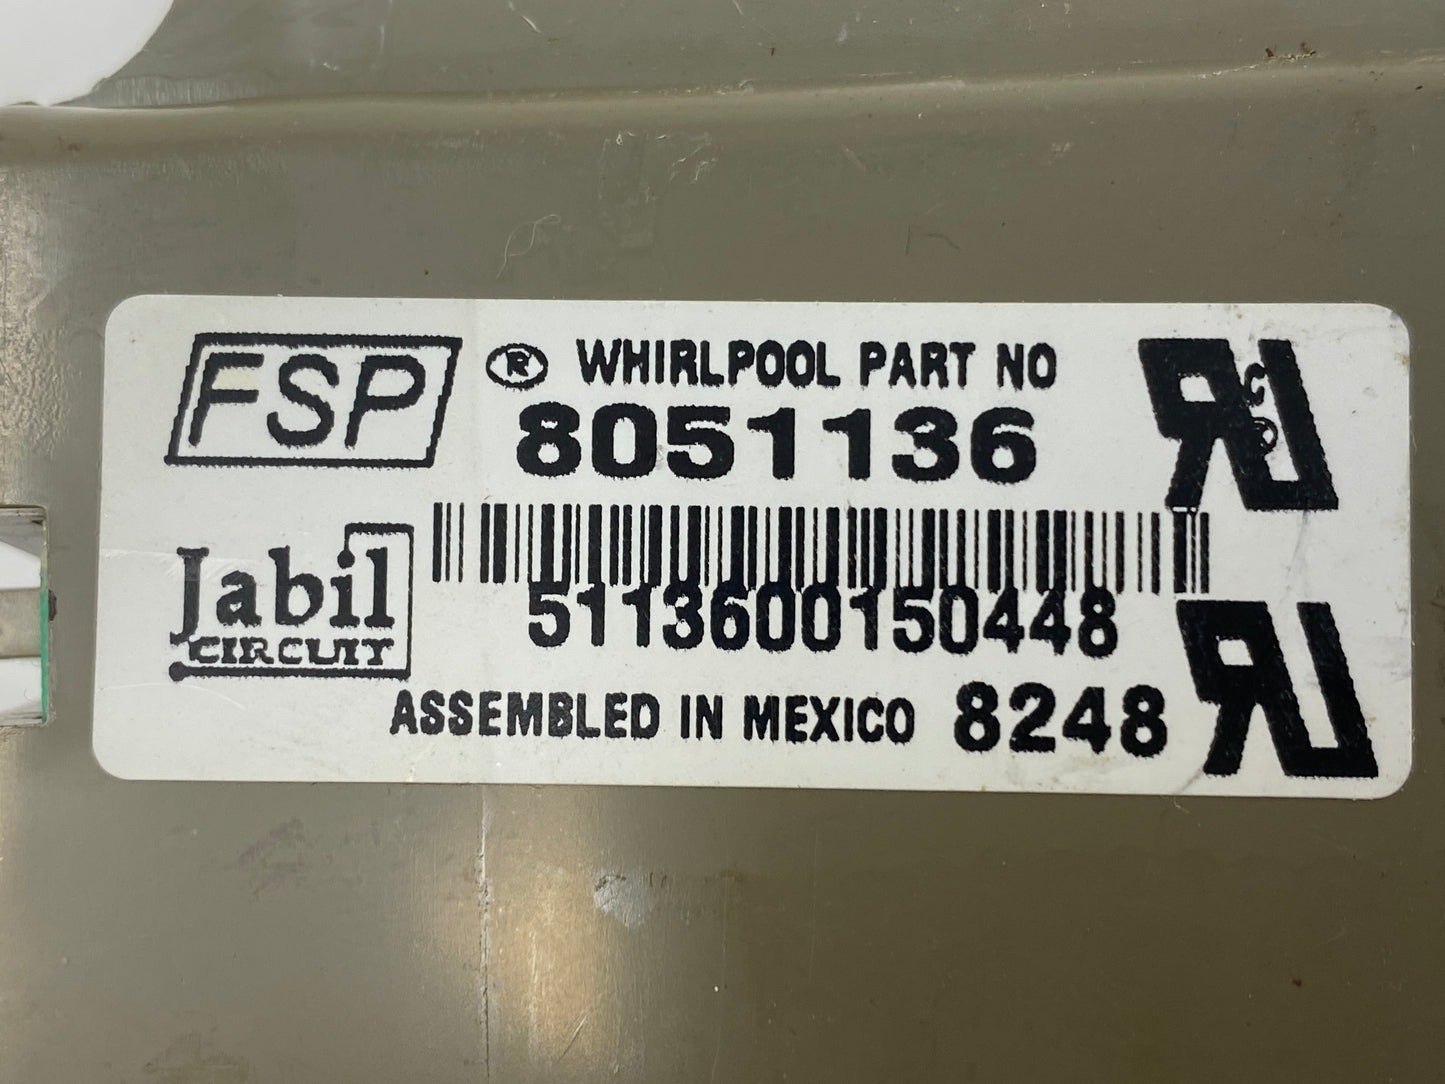 FSP ® WHIRLPOOL PART NO
8051136
Jabil
CIRCUIT
5113600150448
ASSEMBLED IN MEXICO 8248